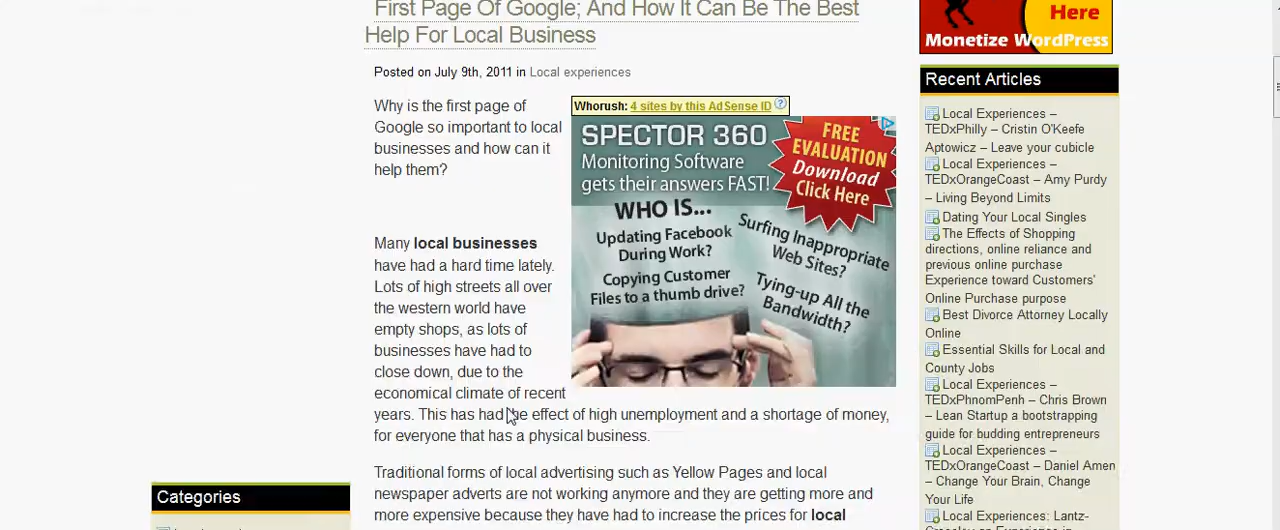 First Page Of Google; And How It Can Be The Best
Help For Local Business
Posted on July 9th, 2011 in Local experiences
Why is the first page of
Google so important to local
businesses and how can it
help them?
Many local businesses
have had a hard time lately.
Lots of high streets all over
the western world have
empty shops, as lots of
businesses have had to
close down, due to the
economical climate of recent
years. This has had the effect of high unemployment and a shortage of money,
for everyone that has a physical business.
Traditional forms of local advertising such as Yellow Pages and local
newspaper adverts are not working anymore and they are getting more and
more expensive because they have had to increase the prices for local
Whorush: 4 sites by this AdSense ID ?
SPECTOR 360
Monitoring Software
gets their answers FAST!
FREE
EVALUATION
Download
Click Here
WHO IS...
Updating Facebook
During Work?
Copying Customer
Files to a thumb drive?
Surfing Inappropriate
Web Sites?
Tying-up All the
Bandwidth?
Categories
Here
Monetize WordPress
Recent Articles
Local Experiences –
TEDxPhilly – Cristin O'Keefe
Aptowicz – Leave your cubicle
Local Experiences –
TEDxOrangeCoast – Amy Purdy
– Living Beyond Limits
Dating Your Local Singles
The Effects of Shopping
directions, online reliance and
previous online purchase
Experience toward Customers'
Online Purchase purpose
Best Divorce Attorney Locally
Online
Essential Skills for Local and
County Jobs
Local Experiences –
TEDxPhnomPenh – Chris Brown
– Lean Startup a bootstrapping
guide for budding entrepreneurs
Local Experiences –
TEDxOrangeCoast – Daniel Amen
– Change Your Brain, Change
Your Life
Local Experiences: Lantz-